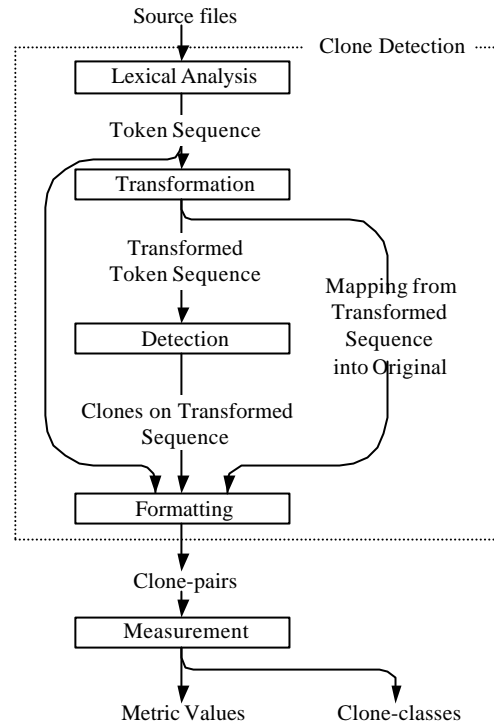 Source files
Clone Detection
Lexical Analysis
Token Sequence
Transformation
Transformed
Token Sequence
Mapping from
Transformed
Sequence
into Original
Detection
Clones on Transformed
Sequence
Formatting
Clone-pairs
Measurement
Metric Values
Clone-classes